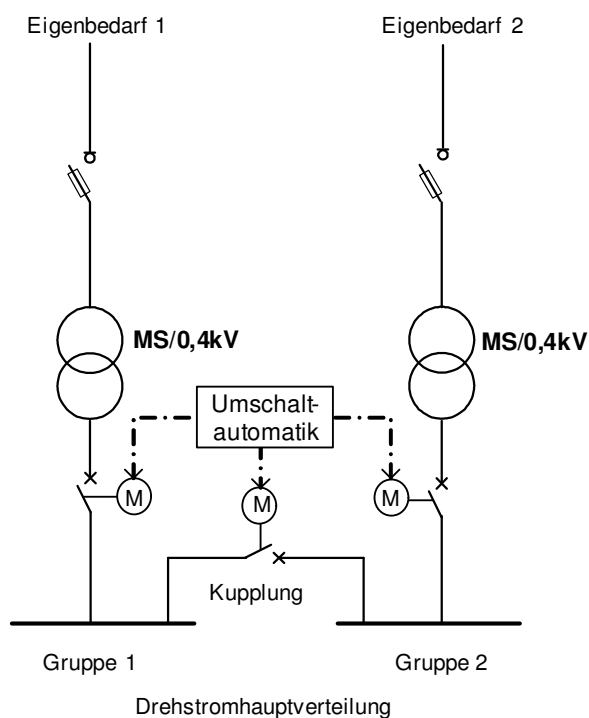 Eigenbedarf 1
Eigenbedarf 2
MS/0,4kV
MS/0,4kV
Umschalt-
automatik
M
M
M
Kupplung
Gruppe 1
Gruppe 2
Drehstromhauptverteilung